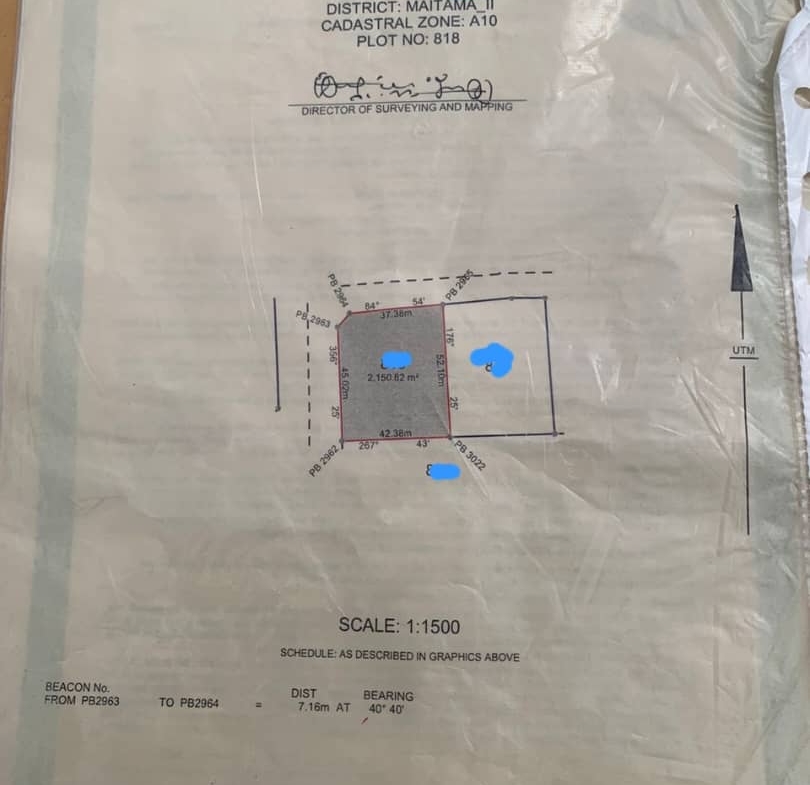 DISTRICT: MAITAMA_II
CADASTRAL ZONE: A10
PLOT NO: 818
DIRECTOR OF SURVEYING AND MAPPING
PB 2964
PB 2965
PB 2963
84° 54'
37.38m
356° 25'
45.02m
176° 25'
52.10m
2,150.62 m²
42.36m
267° 43'
PB 2962
PB 3022
UTM
SCALE: 1:1500
SCHEDULE: AS DESCRIBED IN GRAPHICS ABOVE
BEACON No. DIST BEARING
FROM PB2963 TO PB2964 = 7.16m AT 40° 40'